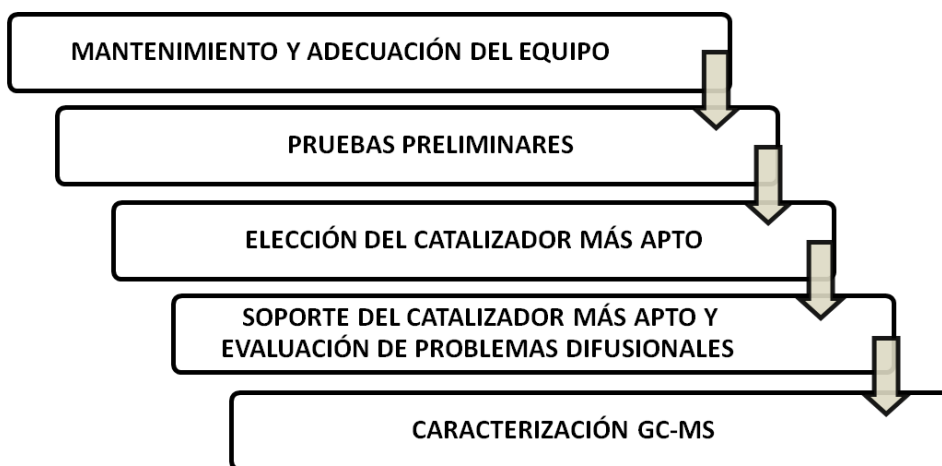 MANTENIMIENTO Y ADECUACIÓN DEL EQUIPO
PRUEBAS PRELIMINARES
ELECCIÓN DEL CATALIZADOR MÁS APTO
SOPORTE DEL CATALIZADOR MÁS APTO Y
EVALUACIÓN DE PROBLEMAS DIFUSIONALES
CARACTERIZACIÓN GC-MS